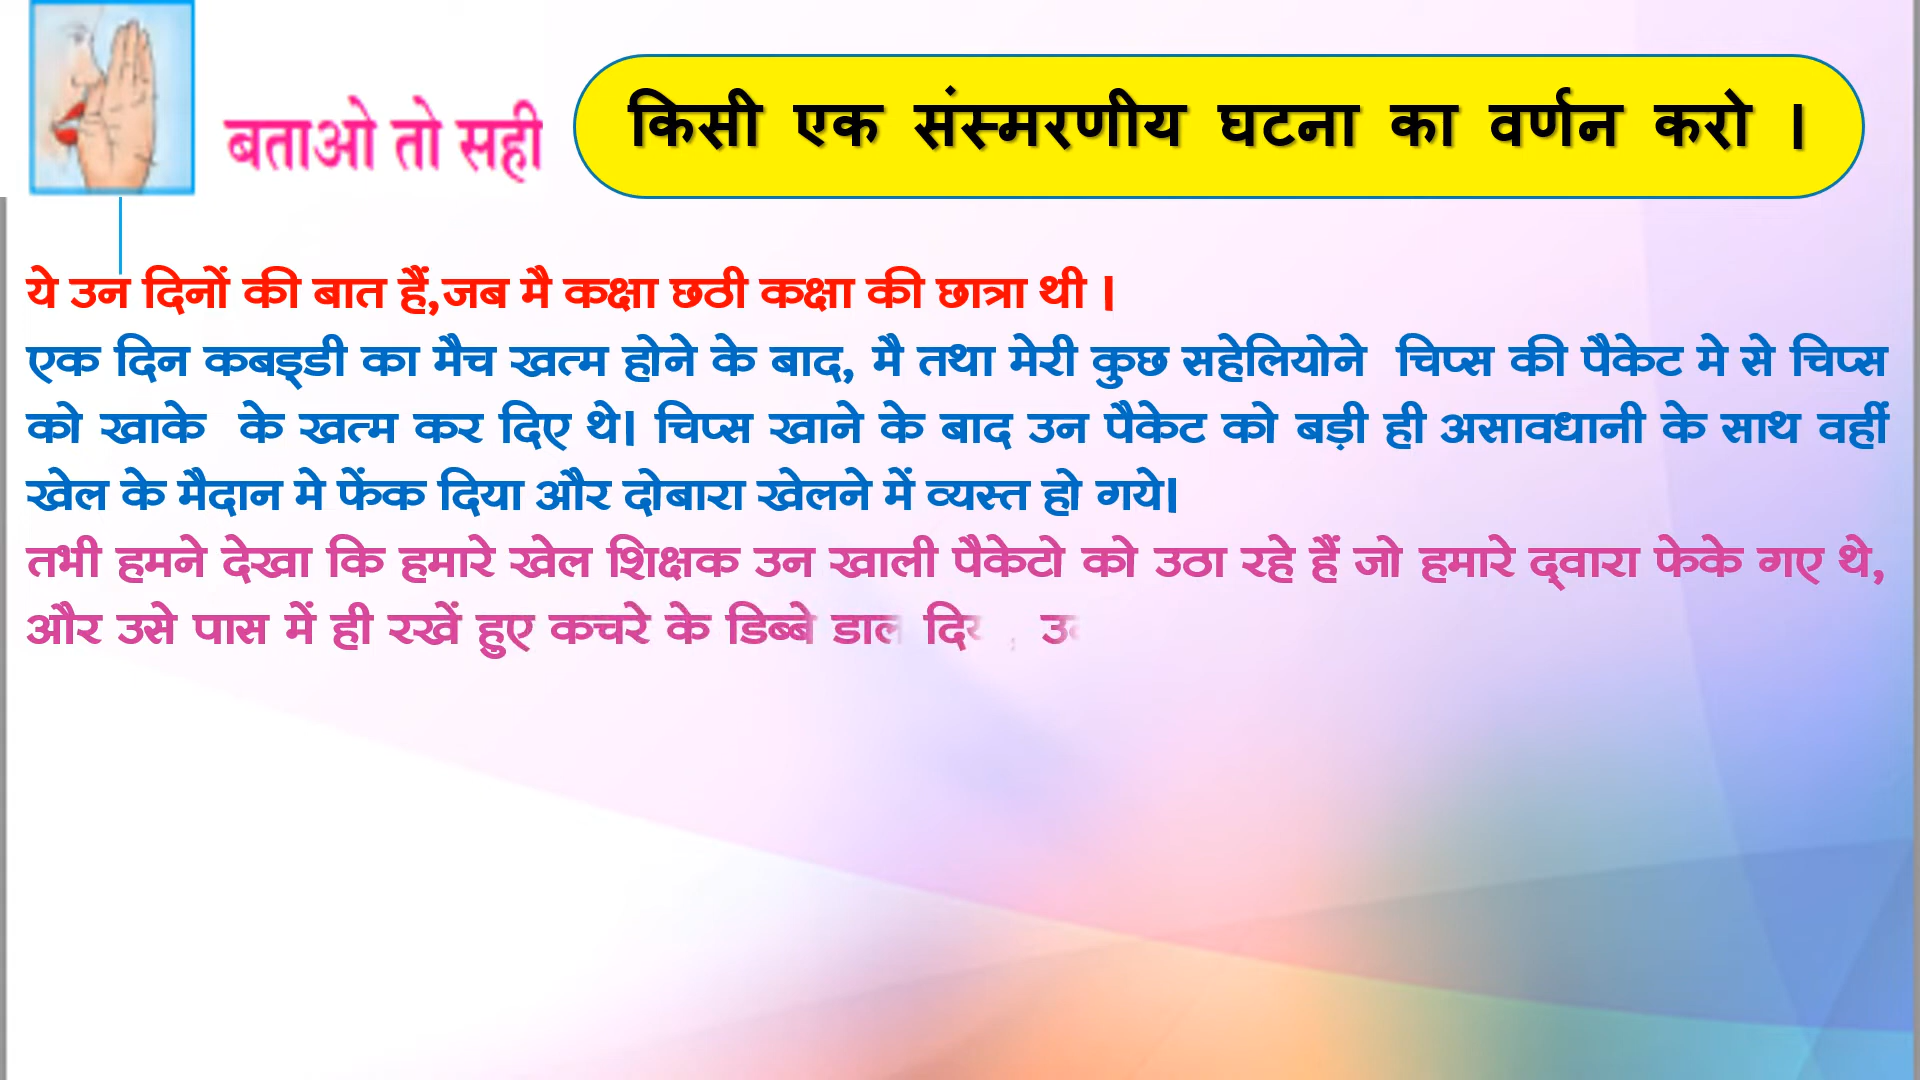 बताओ तो सही
किसी एक संस्मरणीय घटना का वर्णन करो ।
ये उन दिनों की बात हैं,जब मै कक्षा छठी कक्षा की छात्रा थी ।
एक दिन कबड्डी का मैच खत्म होने के बाद, मै तथा मेरी कुछ सहेलियोने चिप्स की पैकेट मे से चिप्स
को खाके के खत्म कर दिए थे। चिप्स खाने के बाद उन पैकेट को बड़ी ही असावधानी के साथ वहीं
खेल के मैदान मे फेंक दिया और दोबारा खेलने में व्यस्त हो गये।
तभी हमने देखा कि हमारे खेल शिक्षक उन खाली पैकेटो को उठा रहे हैं जो हमारे द्वारा फेके गए थे,
और उसे पास में ही रखें हुए कचरे के डिब्बे डाल